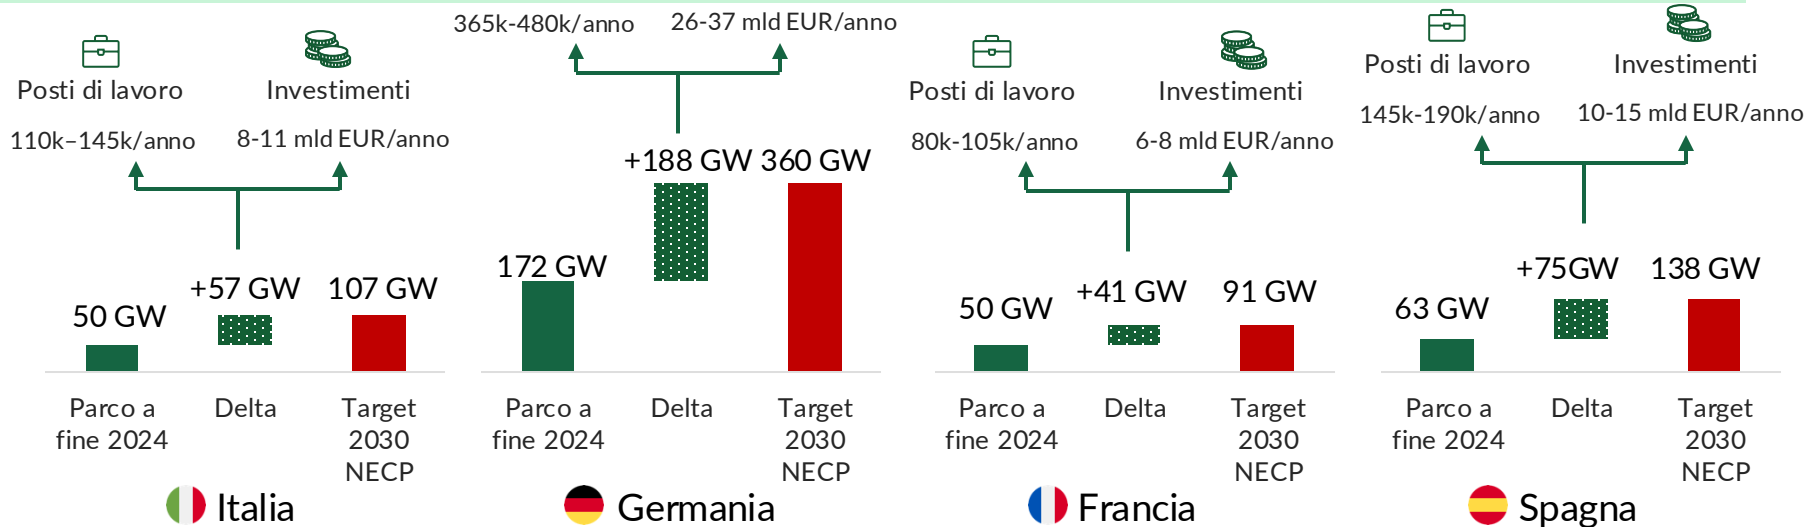 Posti di lavoro
Investimenti
110k–145k/anno
8-11 mld EUR/anno
50 GW
+57 GW
107 GW
Parco a
fine 2024
Delta
Target
2030
NECP
Italia
365k-480k/anno
26-37 mld EUR/anno
172 GW
+188 GW
360 GW
Parco a
fine 2024
Delta
Target
2030
NECP
Germania
Posti di lavoro
Investimenti
80k-105k/anno
6-8 mld EUR/anno
50 GW
+41 GW
91 GW
Parco a
fine 2024
Delta
Target
2030
NECP
Francia
Posti di lavoro
Investimenti
145k-190k/anno
10-15 mld EUR/anno
63 GW
+75GW
138 GW
Parco a
fine 2024
Delta
Target
2030
NECP
Spagna